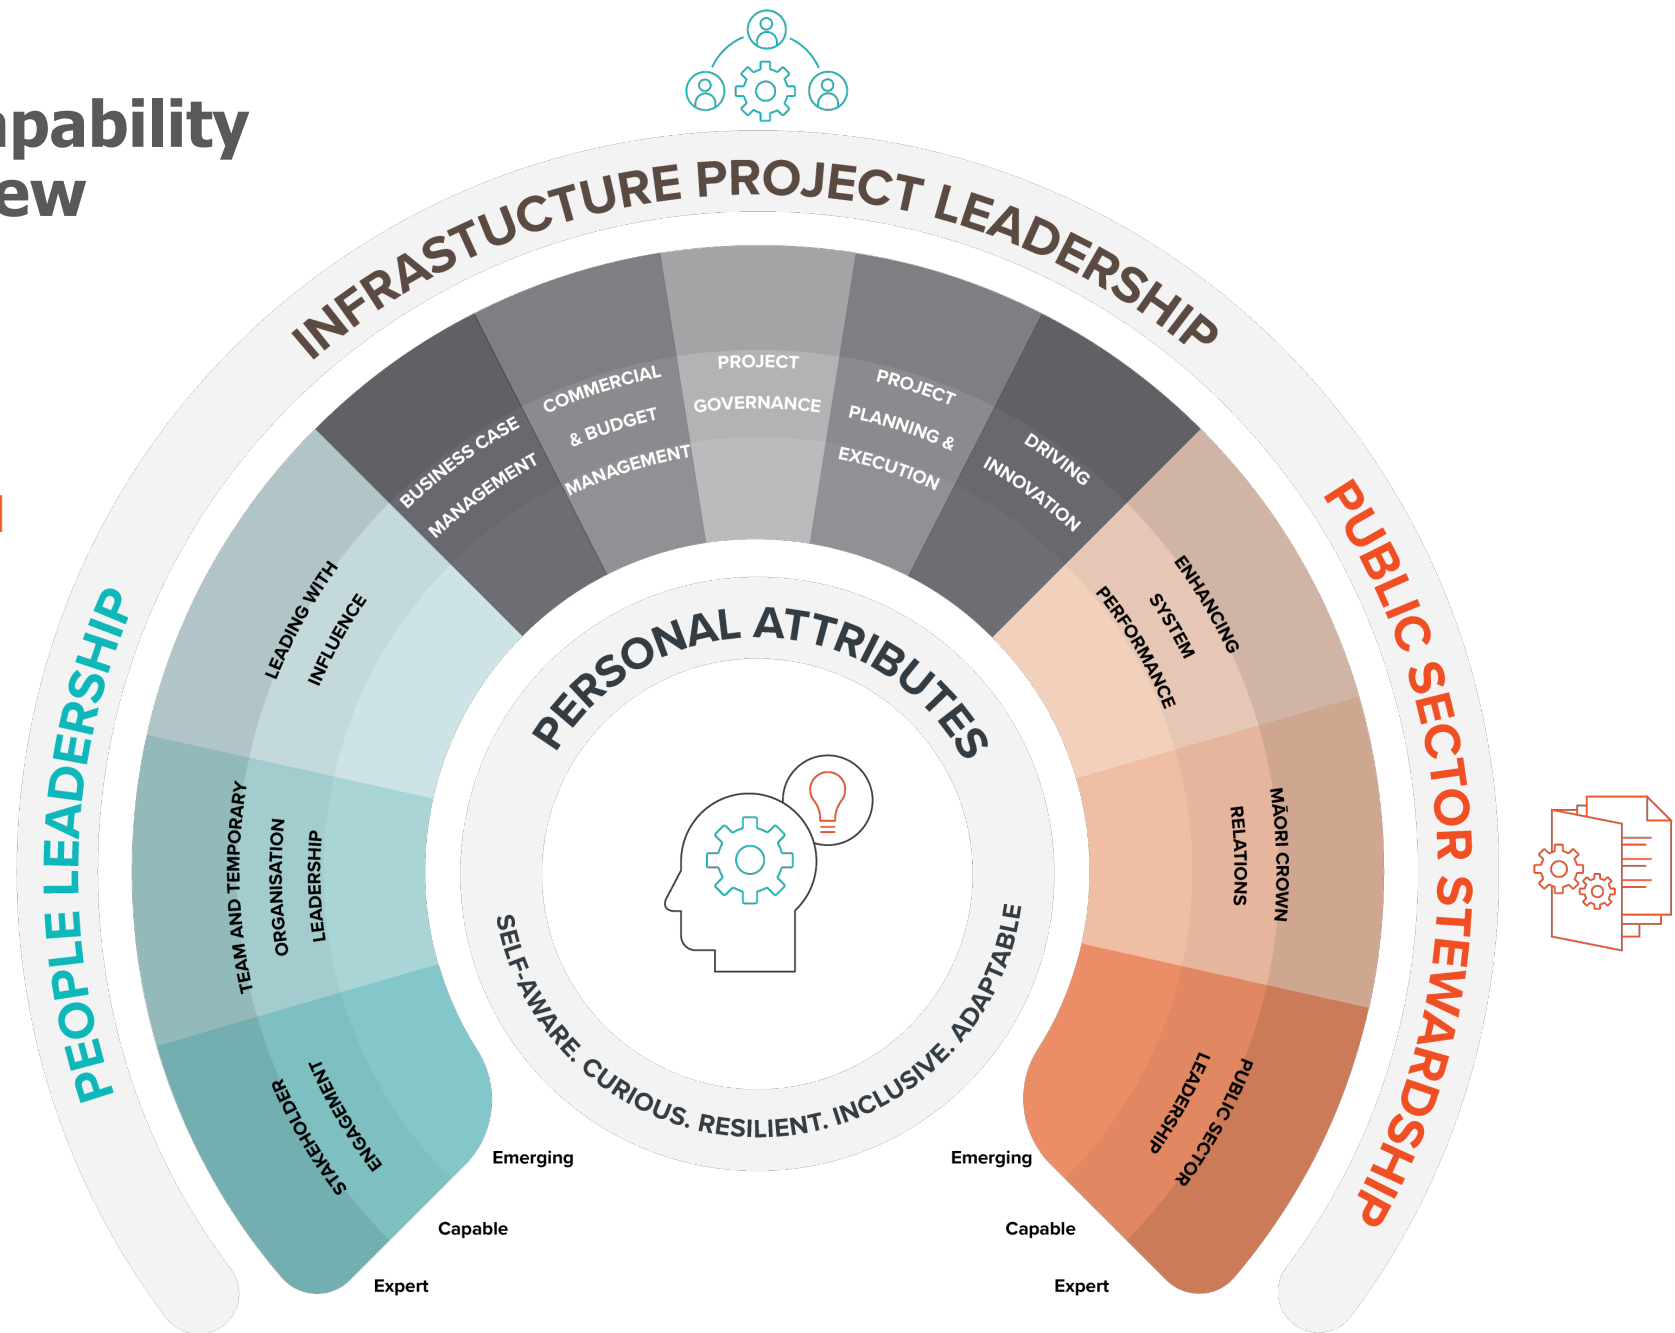 apability
ew
INFRASTUCTURE PROJECT LEADERSHIP
PEOPLE LEADERSHIP
PUBLIC SECTOR STEWARDSHIP
BUSINESS CASE
MANAGEMENT
COMMERCIAL
& BUDGET
MANAGEMENT
PROJECT
GOVERNANCE
PROJECT
PLANNING &
EXECUTION
DRIVING
INNOVATION
LEADING WITH
INFLUENCE
TEAM AND TEMPORARY
ORGANISATION
LEADERSHIP
STAKEHOLDER
ENGAGEMENT
ENHANCING
SYSTEM
PERFORMANCE
MĀORI CROWN
RELATIONS
PUBLIC SECTOR
LEADERSHIP
PERSONAL ATTRIBUTES
SELF-AWARE. CURIOUS. RESILIENT. INCLUSIVE. ADAPTABLE
Emerging
Capable
Expert
Emerging
Capable
Expert